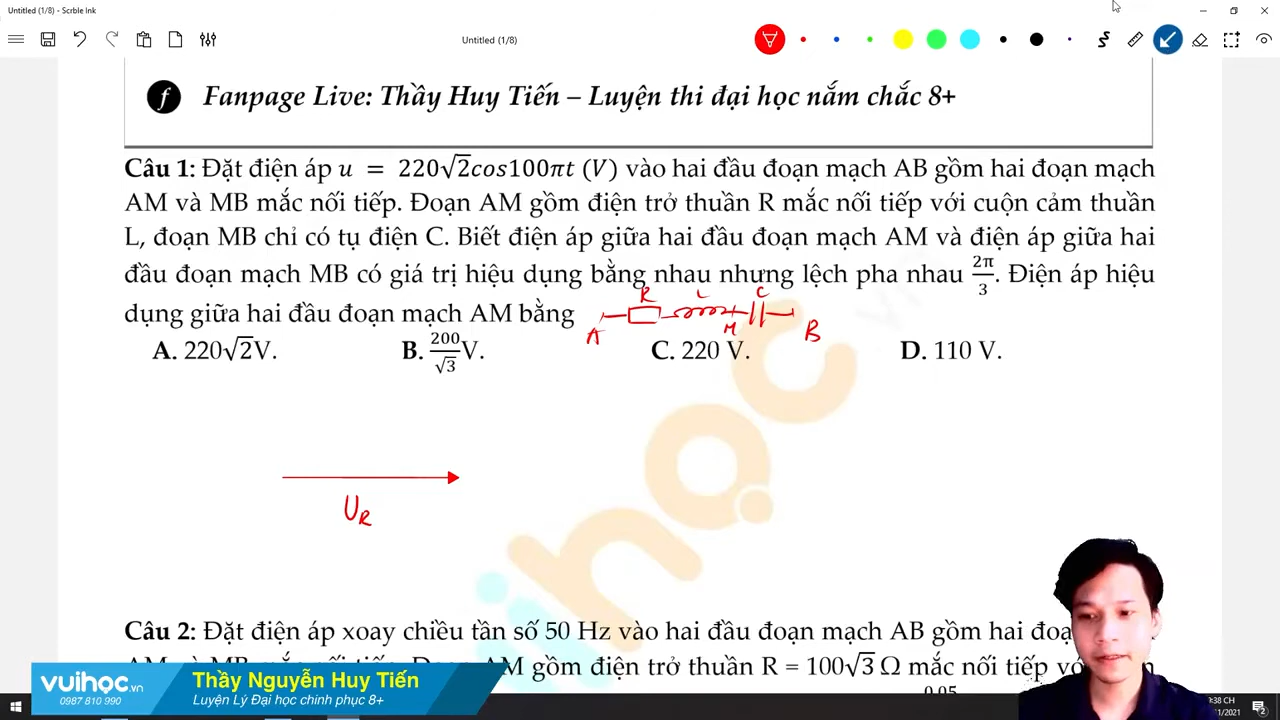 Untitled (1/8) - Scrble Ink
Untitled (1/8)
f Fanpage Live: Thầy Huy Tiến – Luyện thi đại học nắm chắc 8+
Câu 1: Đặt điện áp u = 220√2cos100πt (V) vào hai đầu đoạn mạch AB gồm hai đoạn mạch
AM và MB mắc nối tiếp. Đoạn AM gồm điện trở thuần R mắc nối tiếp với cuộn cảm thuần
L, đoạn MB chỉ có tụ điện C. Biết điện áp giữa hai đầu đoạn mạch AM và điện áp giữa hai
đầu đoạn mạch MB có giá trị hiệu dụng bằng nhau nhưng lệch pha nhau 2π/3. Điện áp hiệu
dụng giữa hai đầu đoạn mạch AM bằng
R L C
A M B
A. 220√2V. B. 200/√3 V. C. 220 V. D. 110 V.
U_R
vuihoc
Câu 2: Đặt điện áp xoay chiều tần số 50 Hz vào hai đầu đoạn mạch AB gồm hai
AM gồm điện trở thuần R = 100√3 Ω mắc nối tiếp
0,05
vuihọc.vn
0987 810 990
Thầy Nguyễn Huy Tiến
Luyện Lý Đại học chinh phục 8+
:38 CH
/2021